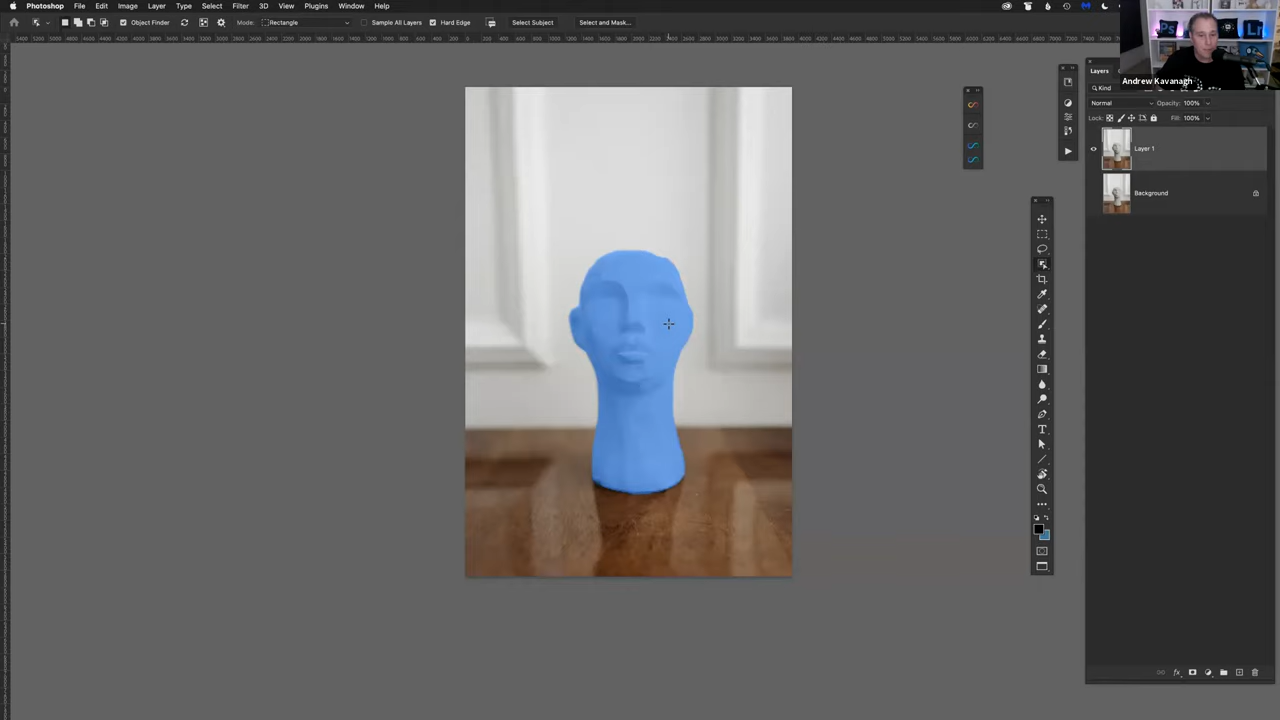 Photoshop File Edit Image Layer Type Select Filter 3D View Plugins Window Help
Object Finder Mode: Rectangle Sample All Layers Hard Edge Select Subject Select and Mask...
Ps Lr
Andrew Kavanagh
Layers
Kind
Normal Opacity: 100%
Lock: Fill: 100%
Layer 1
Background